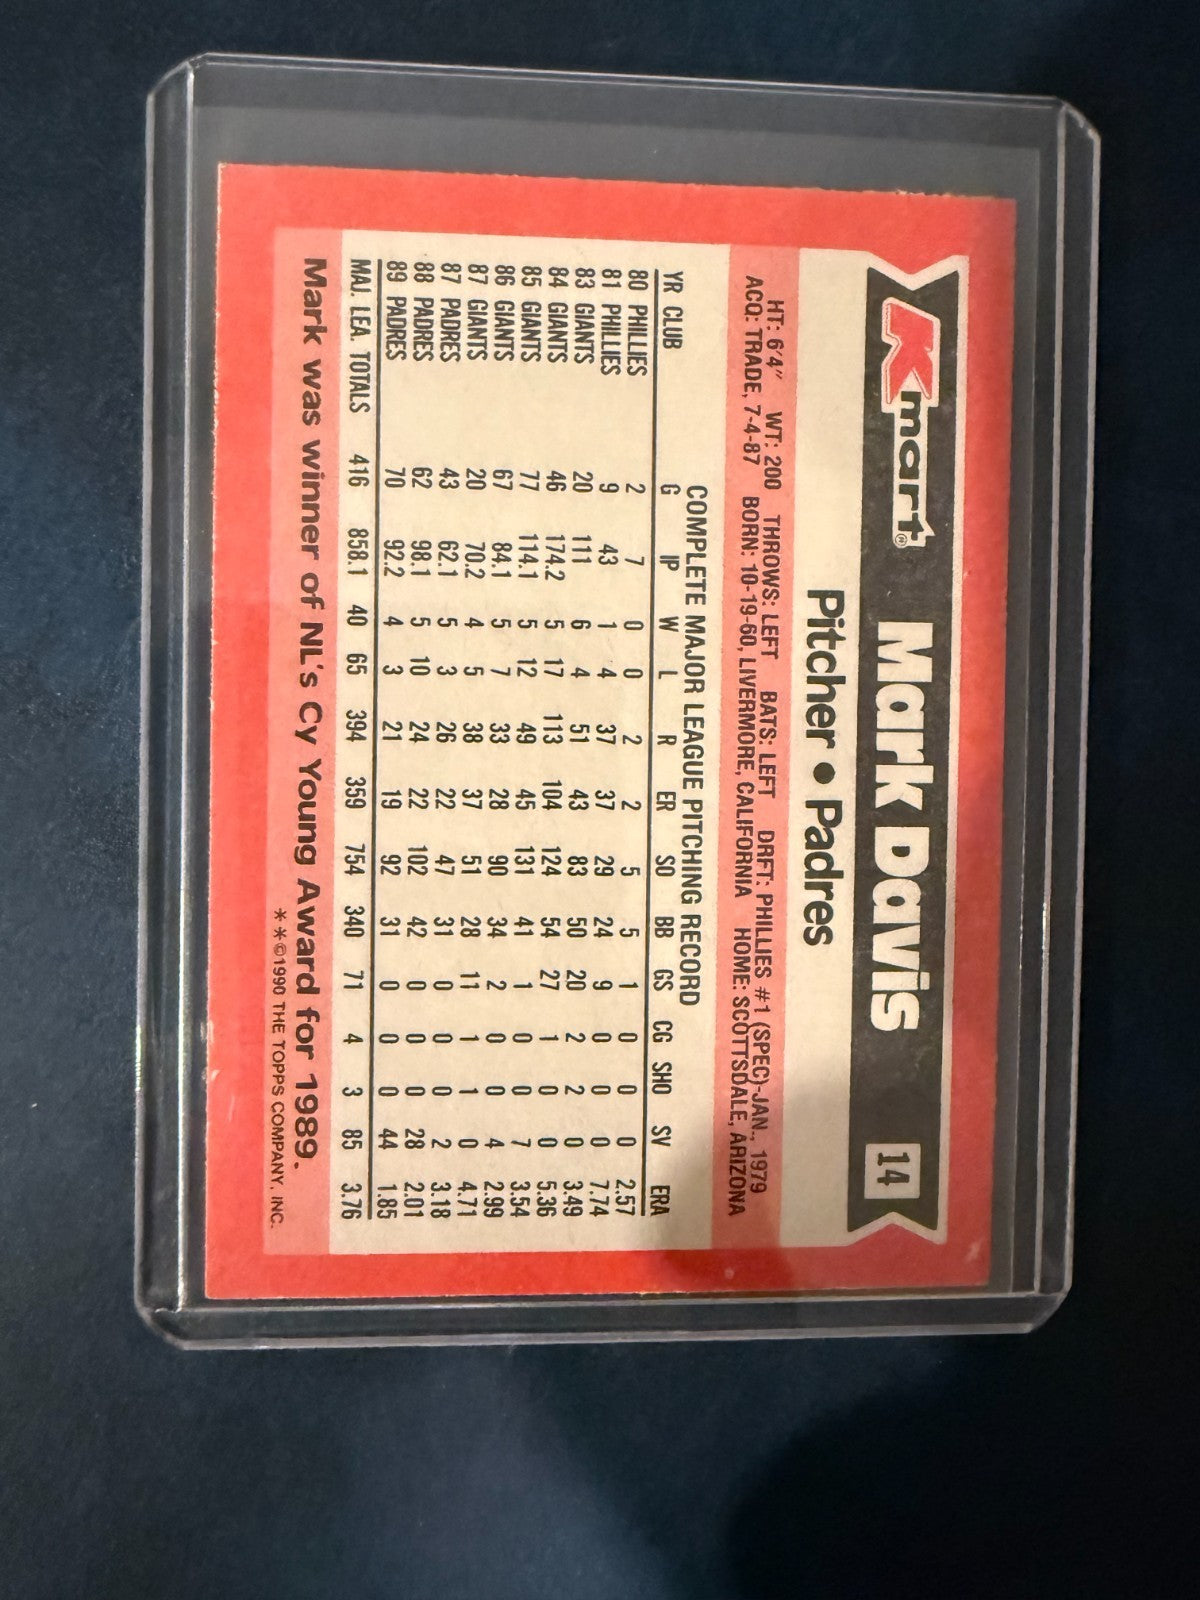 Kmart® Mark Davis 14
Pitcher • Padres
HT: 6'4" WT: 200 THROWS: LEFT BATS: LEFT DRFT: PHILLIES #1 (SPEC)-JAN., 1979
ACQ: TRADE, 7-4-87 BORN: 10-19-60, LIVERMORE, CALIFORNIA HOME: SCOTTSDALE, ARIZONA
COMPLETE MAJOR LEAGUE PITCHING RECORD
YR CLUB G IP W L R ER SO BB GS CG SHO SV ERA
80 PHILLIES 2 7 0 0 2 2 5 5 1 0 0 0 2.57
81 PHILLIES 9 43 1 4 37 37 29 24 9 0 0 0 7.74
83 GIANTS 20 111 6 4 51 43 83 50 20 2 2 0 3.49
84 GIANTS 46 174.2 5 17 113 104 124 54 27 1 0 0 5.36
85 GIANTS 77 114.1 5 12 49 45 131 41 1 0 0 7 3.54
86 GIANTS 67 84.1 5 7 33 28 90 34 2 0 0 4 2.99
87 GIANTS 20 70.2 4 5 38 37 51 28 11 1 1 0 4.71
87 PADRES 43 62.1 5 3 26 22 47 31 0 0 0 2 3.18
88 PADRES 62 98.1 5 10 24 22 102 42 0 0 0 28 2.01
89 PADRES 70 92.2 4 3 21 19 92 31 0 0 0 44 1.85
MAJ. LEA. TOTALS 416 858.1 40 65 394 359 754 340 71 4 3 85 3.76
Mark was winner of NL's Cy Young Award for 1989.
**©1990 THE TOPPS COMPANY, INC.